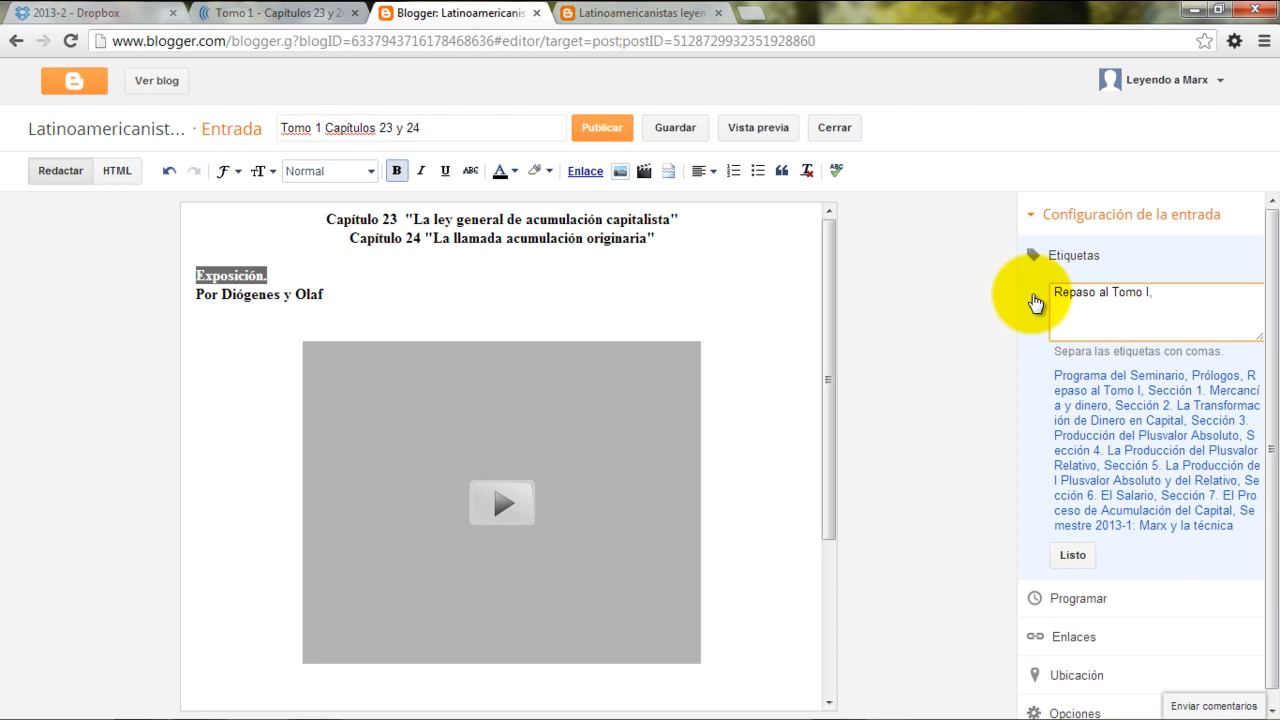 2013-2 - Dropbox
Tomo 1 - Capítulos 23 y 24
Blogger: Latinoamericanis
Latinoamericanistas leyen
www.blogger.com/blogger.g?blogID=6337943716178468636#editor/target=post;postID=5128729932351928860
Ver blog
Leyendo a Marx
Latinoamericanist... · Entrada
Tomo 1 Capítulos 23 y 24
Publicar
Guardar
Vista previa
Cerrar
Redactar
HTML
Normal
B I U ABC A
Enlace
Capítulo 23 "La ley general de acumulación capitalista"
Capítulo 24 "La llamada acumulación originaria"
Exposición.
Por Diógenes y Olaf
Configuración de la entrada
Etiquetas
Repaso al Tomo I,
Separa las etiquetas con comas.
Programa del Seminario, Prólogos, R
epaso al Tomo I, Sección 1. Mercancí
a y dinero, Sección 2. La Transformac
ión de Dinero en Capital, Sección 3.
Producción del Plusvalor Absoluto, S
ección 4. La Producción del Plusvalor
Relativo, Sección 5. La Producción de
l Plusvalor Absoluto y del Relativo, Se
cción 6. El Salario, Sección 7. El Pro
ceso de Acumulación del Capital, Se
mestre 2013-1: Marx y la técnica
Listo
Programar
Enlaces
Ubicación
Opciones
Enviar comentarios